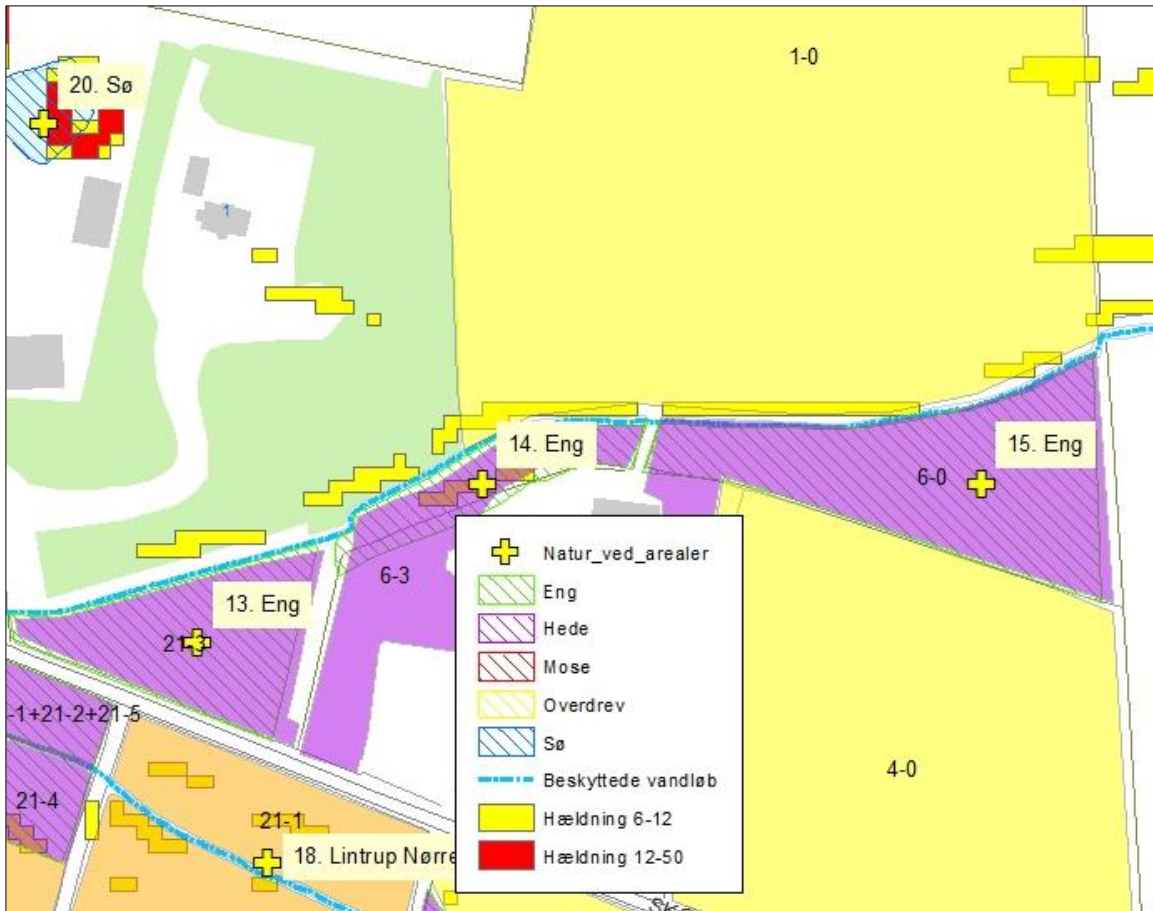 1-0
20. Sø
1
14. Eng
15. Eng
6-0
6-3
13. Eng
-1+21-2+21-5
21-4
21-1
18. Lintrup Nørre
4-0
Natur_ved_arealer
Eng
Hede
Mose
Overdrev
Sø
Beskyttede vandløb
Hældning 6-12
Hældning 12-50